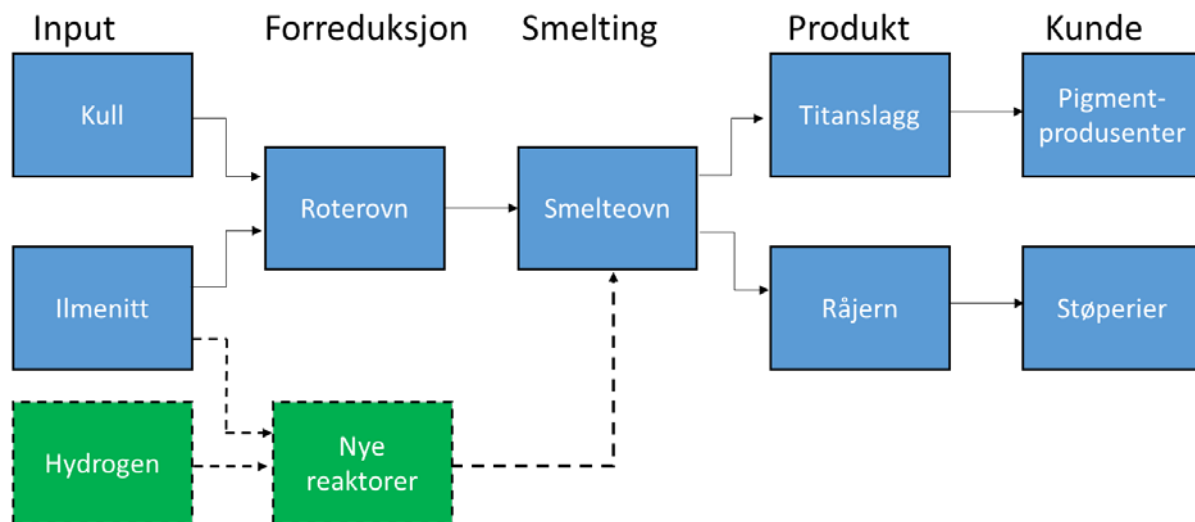 Input
Forreduksjon
Smelting
Produkt
Kunde
Kull
Titanslagg
Pigment-
produsenter
Roterovn
Smelteovn
Ilmenitt
Råjern
Støperier
Hydrogen
Nye
reaktorer